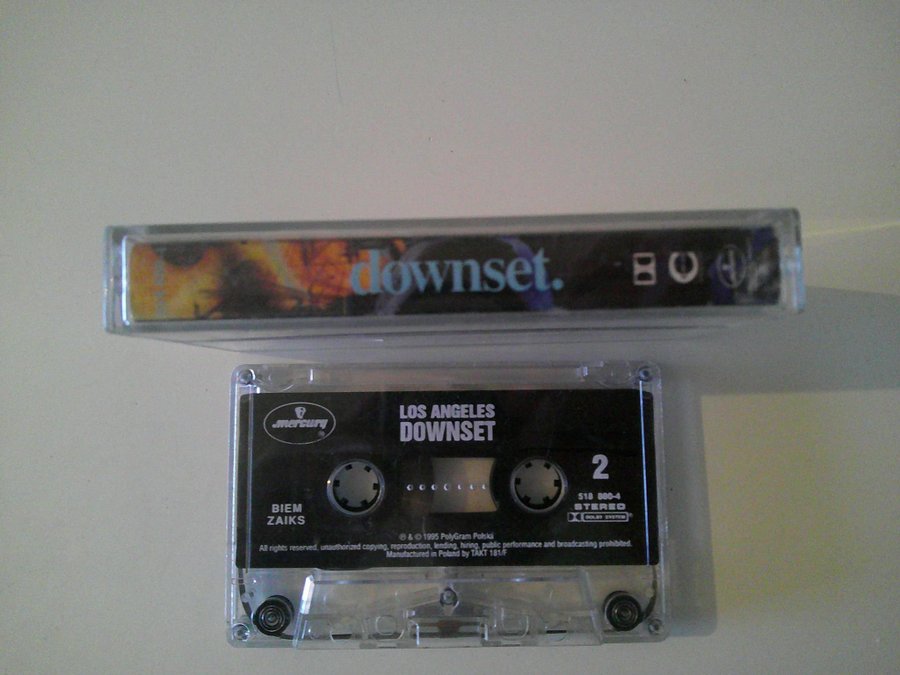 downset.
mercury
LOS ANGELES
DOWNSET
2
518 880-4
STEREO
DOLBY SYSTEM
BIEM
ZAIKS
℗ & © 1995 PolyGram Polska
All rights reserved, unauthorized copying, reproduction, lending, hiring, public performance and broadcasting prohibited.
Manufactured in Poland by TAKT 181/F